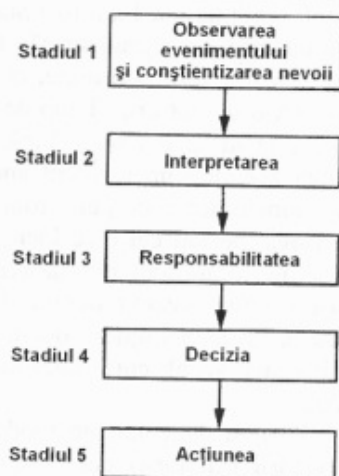 Observarea
Stadiul 1 evenimentului
şi conştientizarea nevoii
Stadiul 2 Interpretarea
Stadiul 3 Responsabilitatea
Stadiul 4 Decizia
Stadiul 5 Acţiunea